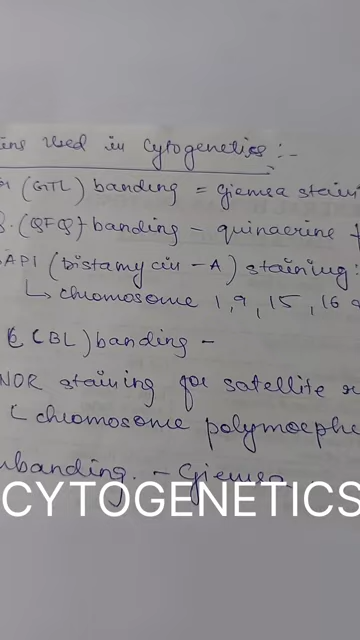 used in cytogenetics:-
(GTL) banding = giemsa stain
(QFQ) banding - quinacrine f
DAPI (Distamycin -A) staining:
↳ chromosome 1, 9, 15, 16
(CBL) banding -
NOR staining for satellite r
chromosome polymorphe
banding. - Giemsa
CYTOGENETICS